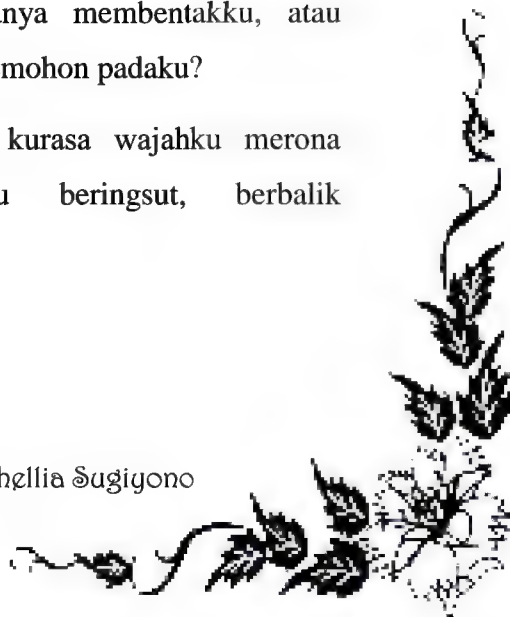 nya membentakku, atau
mohon padaku?
kurasa wajahku merona
u beringsut, berbalik
hellia Sugiyono